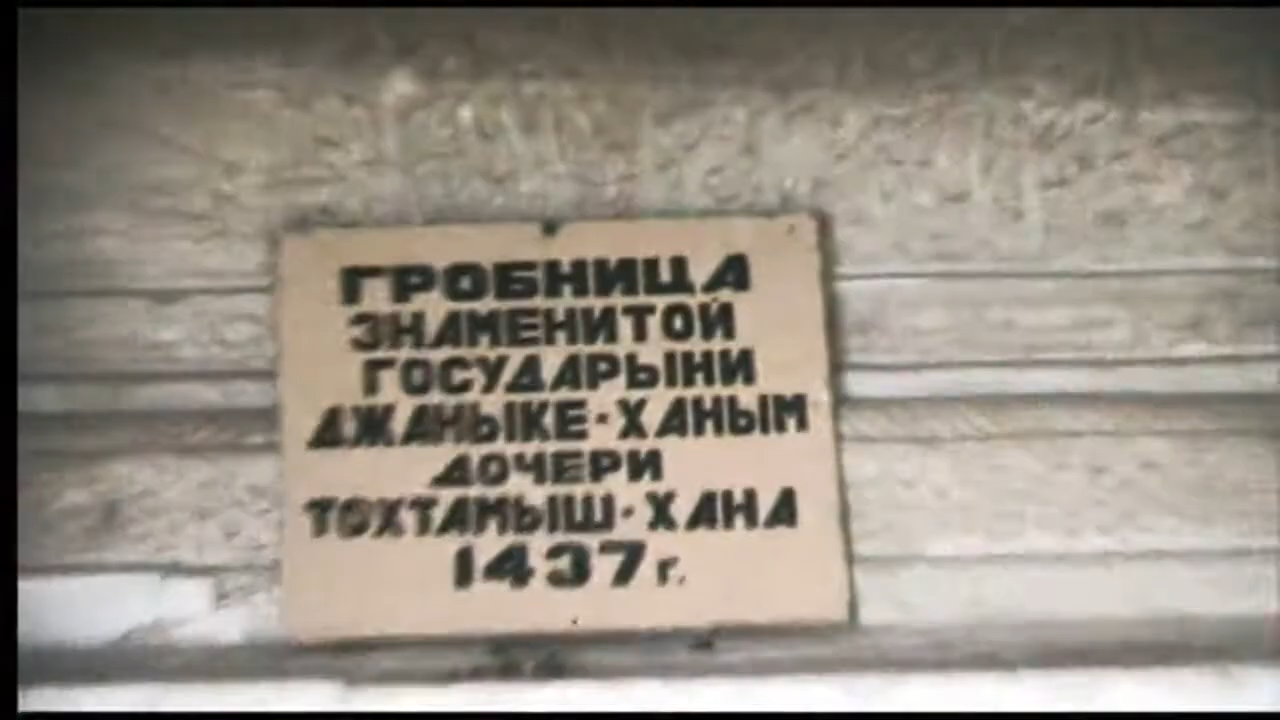 ГРОБНИЦА
ЗНАМЕНИТОЙ
ГОСУДАРЫНИ
ДЖАНЫКЕ-ХАНЫМ
ДОЧЕРИ
ТОХТАМЫШ-ХАНА
1437 г.